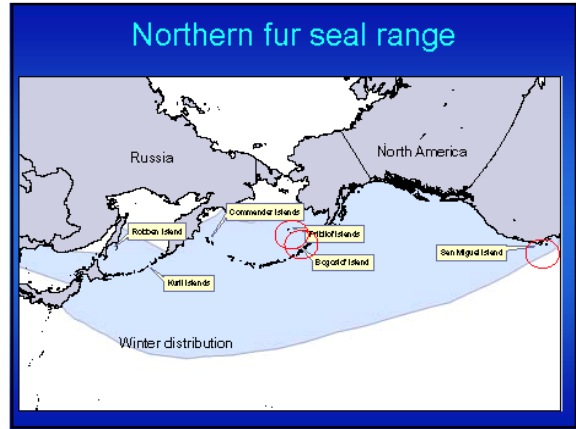 Northern fur seal range
Russia
North America
Commander Islands
Robben Island
Pribilof Islands
San Miguel Island
Bogoslof Island
Kuril Islands
Winter distribution